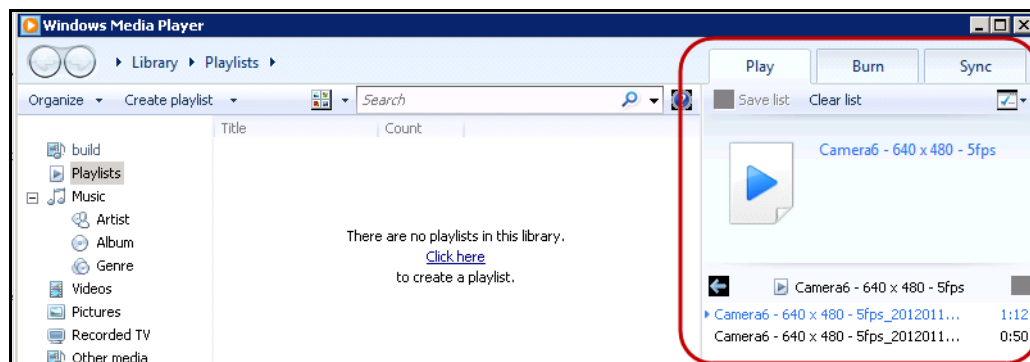 Windows Media Player
Library Playlists
Play Burn Sync
Organize Create playlist Search
Save list Clear list
Title Count
build
Playlists
Music
Artist
Album
Genre
Videos
Pictures
Recorded TV
Other media
There are no playlists in this library.
Click here
to create a playlist.
Camera6 - 640 x 480 - 5fps
Camera6 - 640 x 480 - 5fps
Camera6 - 640 x 480 - 5fps_2012011... 1:12
Camera6 - 640 x 480 - 5fps_2012011... 0:50